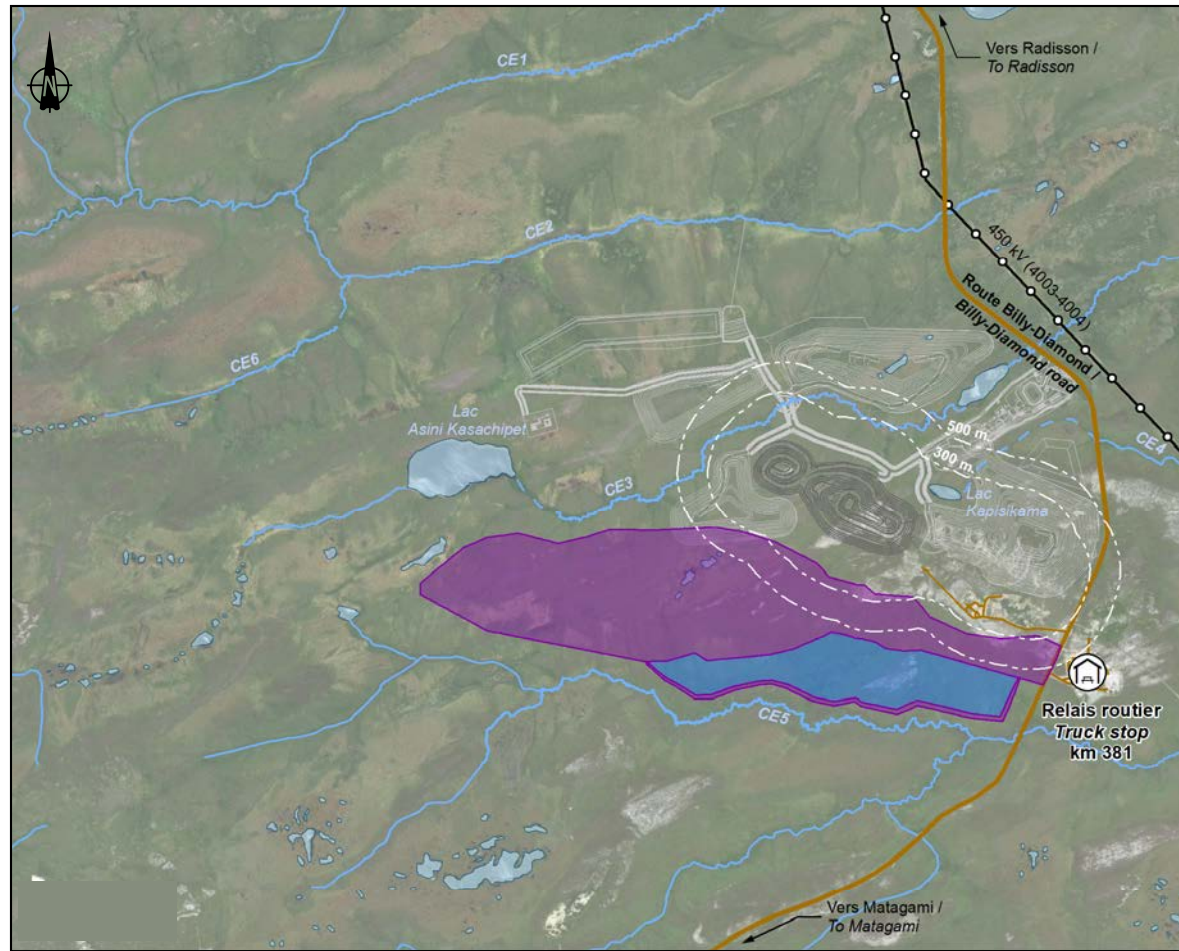 N
Vers Radisson /
To Radisson
CE1
CE2
450 kV (4003-4004)
Route Billy-Diamond /
Billy-Diamond road
CE6
Lac
Asini Kasachipet
500 m.
300 m.
CE4
CE3
Lac
Kapisikama
CE5
Relais routier
Truck stop
km 381
Vers Matagami /
To Matagami